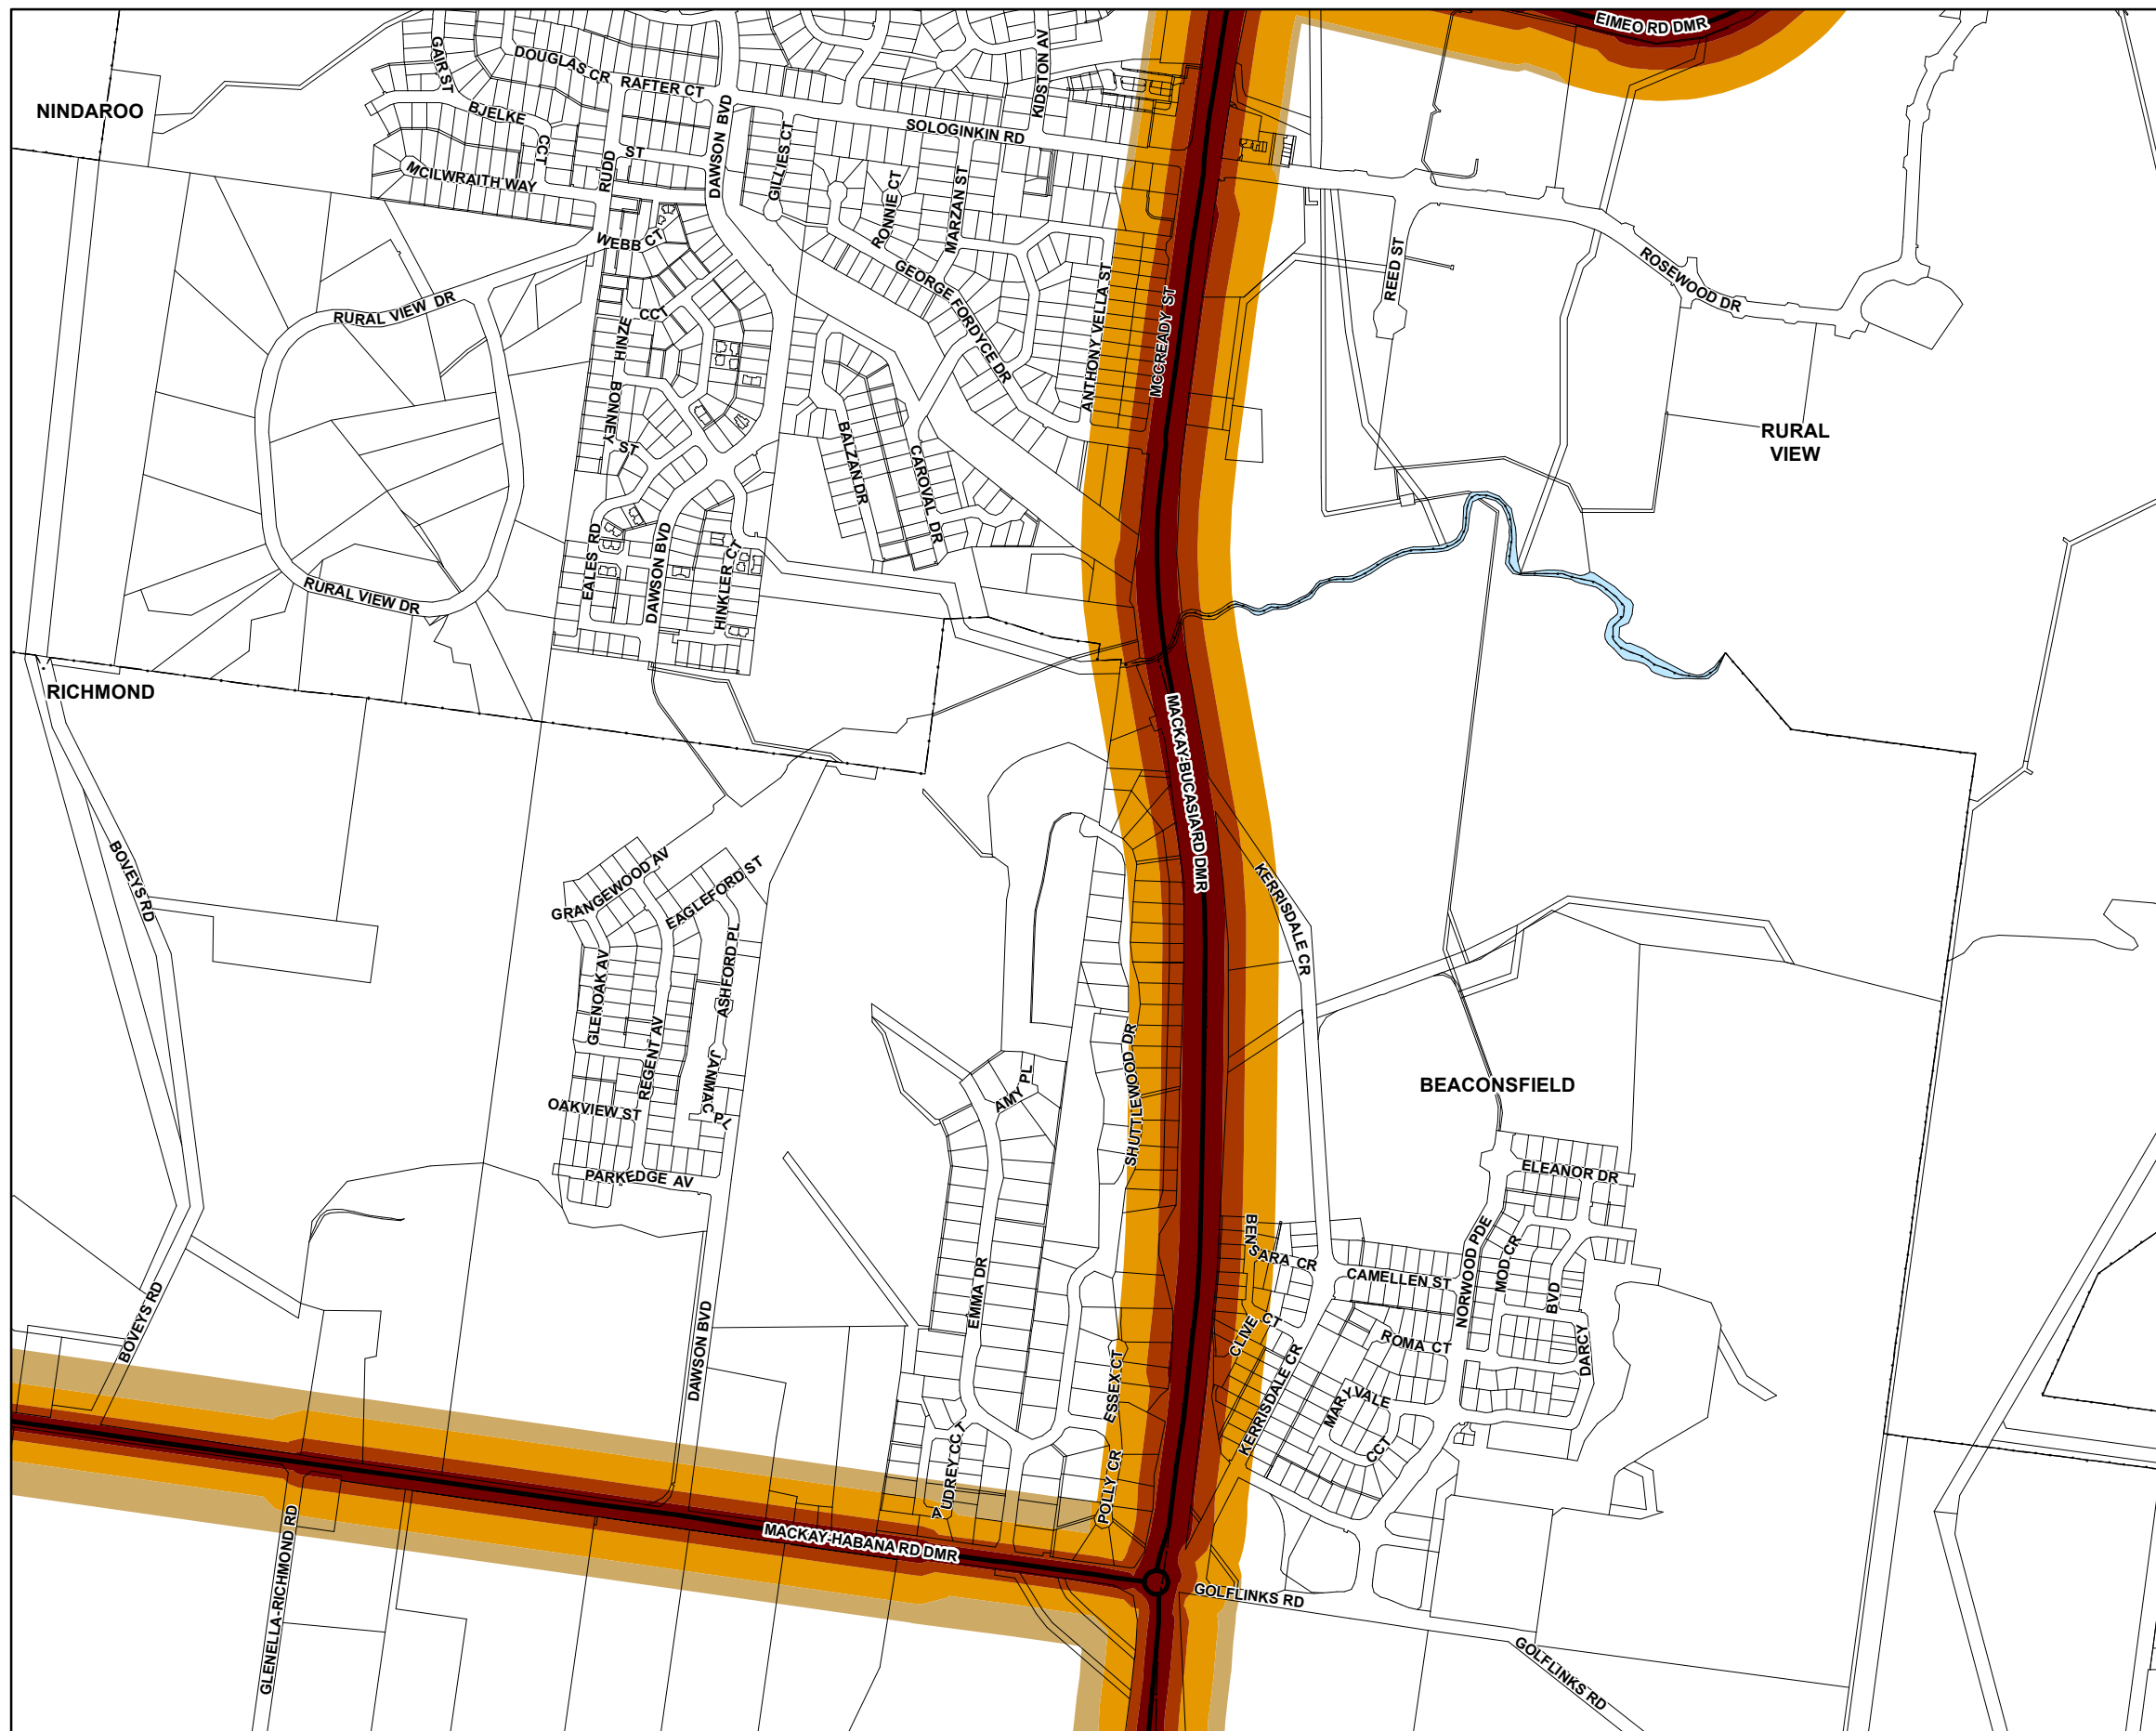 EIMEO RD DMR
GAIR ST
DOUGLAS CR
RAFTER CT
KIDSTON AV
NINDAROO
BJELKE
CCT
DAWSON BVD
SOLOGINKIN RD
GILLIES CT
RUDD
ST
MCILWRAITH WAY
RONNIE CT
MARZAN ST
WEBB CT
REED ST
ROSEWOOD DR
RURAL VIEW DR
GEORGE FORDYCE DR
ANTHONY VELLA ST
MCCREADY ST
HINZE
CCT
BONNEY
ST
BALZAN DR
CAROVAL DR
RURAL
VIEW
EALES RD
DAWSON BVD
HINKLER CT
RURAL VIEW DR
RICHMOND
MACKAY-BUCASIA RD DMR
BOVEYS RD
GRANGEWOOD AV
EAGLEFORD ST
KERRISDALE CR
GLENOAK AV
ASHFORD PL
REGENT AV
JANMAC
PL
AMY PL
SHUTTLEWOOD DR
BEACONSFIELD
OAKVIEW ST
PARKEDGE AV
ELEANOR DR
BEN
SARA CR
CAMELLEN ST
NORWOOD PDE
MOD CR
BVD
DARCY
EMMA DR
BOVEYS RD
DAWSON BVD
CLIVE CT
ROMA CT
ESSEX CT
KERRISDALE CR
MARYVALE
CCT
AUDREY CCT
POLLY CR
GLENELLA-RICHMOND RD
MACKAY-HABANA RD DMR
GOLFLINKS RD
GOLFLINKS RD